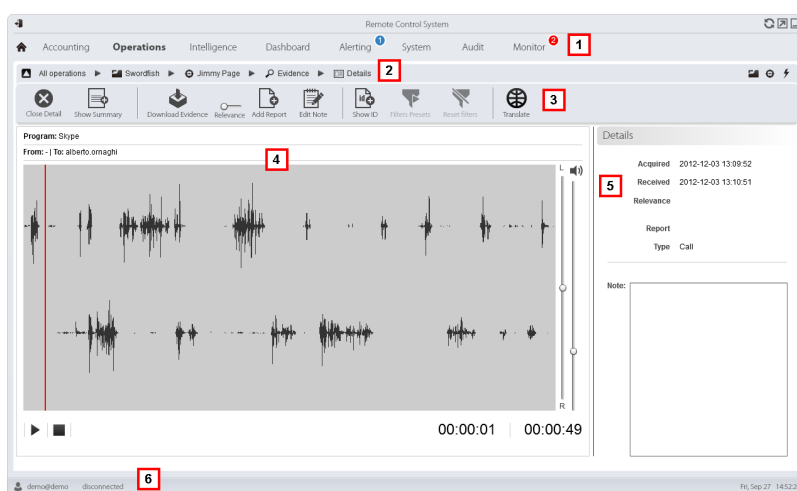 Remote Control System
Accounting Operations Intelligence Dashboard Alerting 1 System Audit Monitor 2 1
All operations Swordfish Jimmy Page Evidence Details 2
Close Detail Show Summary Download Evidence Relevance Add Report Edit Note Show ID Filters Presets Reset filters Translate 3
Program: Skype
From: - | To: alberto.ornaghi
4
L
R
00:00:01 00:00:49
Details
Acquired 2012-12-03 13:09:52
5
Received 2012-12-03 13:10:51
Relevance
Report
Type Call
Note:
demo@demo disconnected 6
Fri, Sep 27 14:52:2